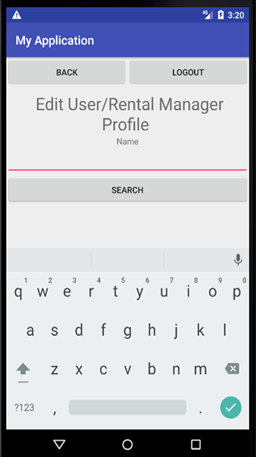 4G 3:20
My Application
BACK LOGOUT
Edit User/Rental Manager
Profile
Name
SEARCH
1 2 3 4 5 6 7 8 9 0
q w e r t y u i o p
a s d f g h j k l
z x c v b n m
?123 , .